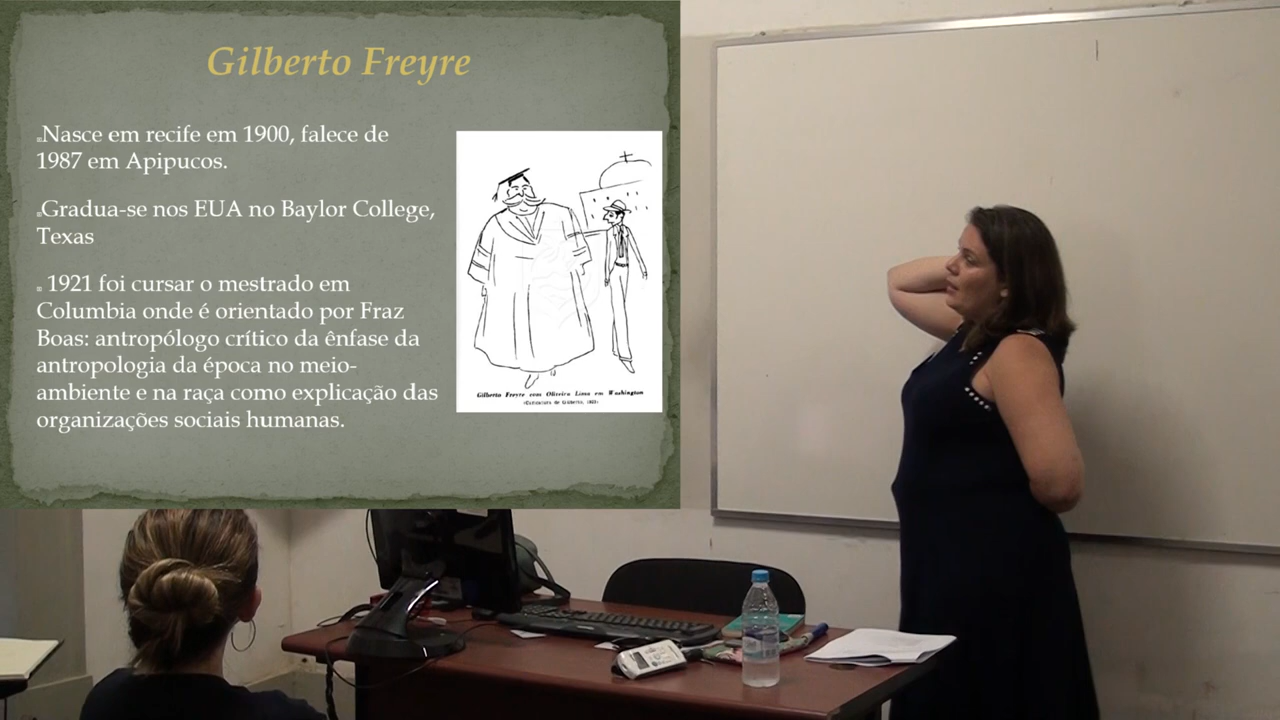 Gilberto Freyre
Nasce em recife em 1900, falece de
1987 em Apipucos.
Gradua-se nos EUA no Baylor College,
Texas
1921 foi cursar o mestrado em
Columbia onde é orientado por Fraz
Boas: antropólogo crítico da ênfase da
antropologia da época no meio-
ambiente e na raça como explicação das
organizações sociais humanas.
Gilberto Freyre com Oliveira Lima em Washington